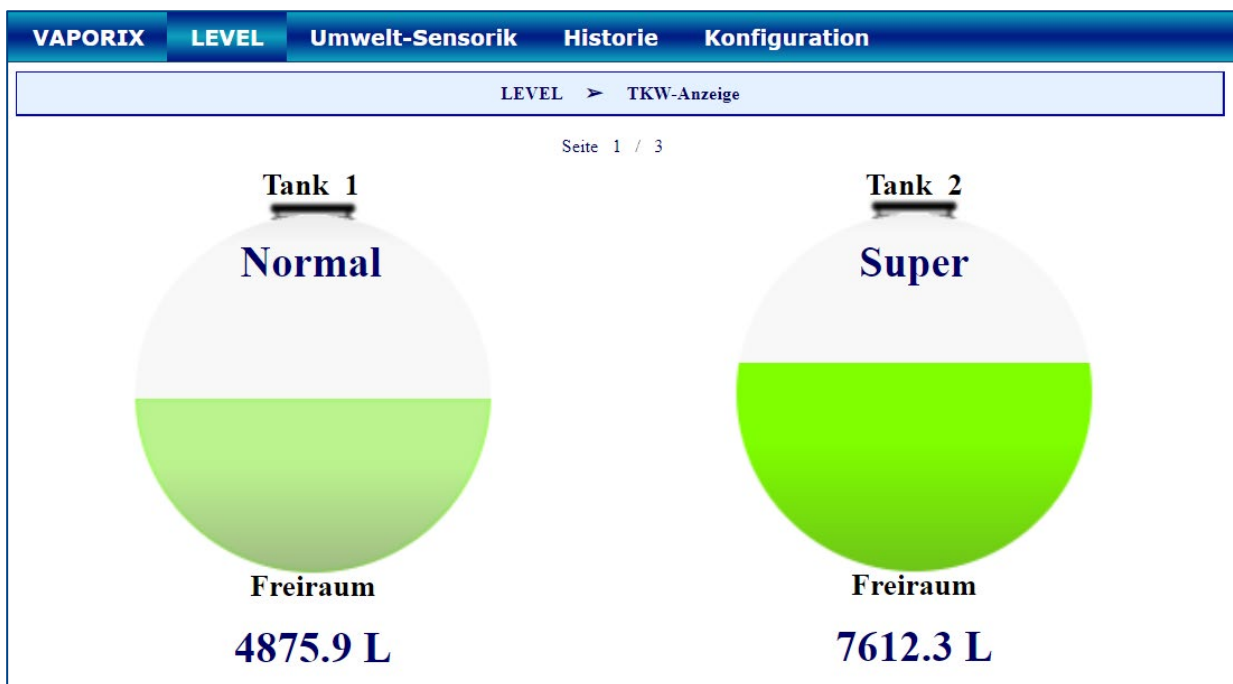 VAPORIX LEVEL Umwelt-Sensorik Historie Konfiguration
LEVEL ➢ TKW-Anzeige
Seite 1 / 3
Tank 1
Normal
Freiraum
4875.9 L
Tank 2
Super
Freiraum
7612.3 L